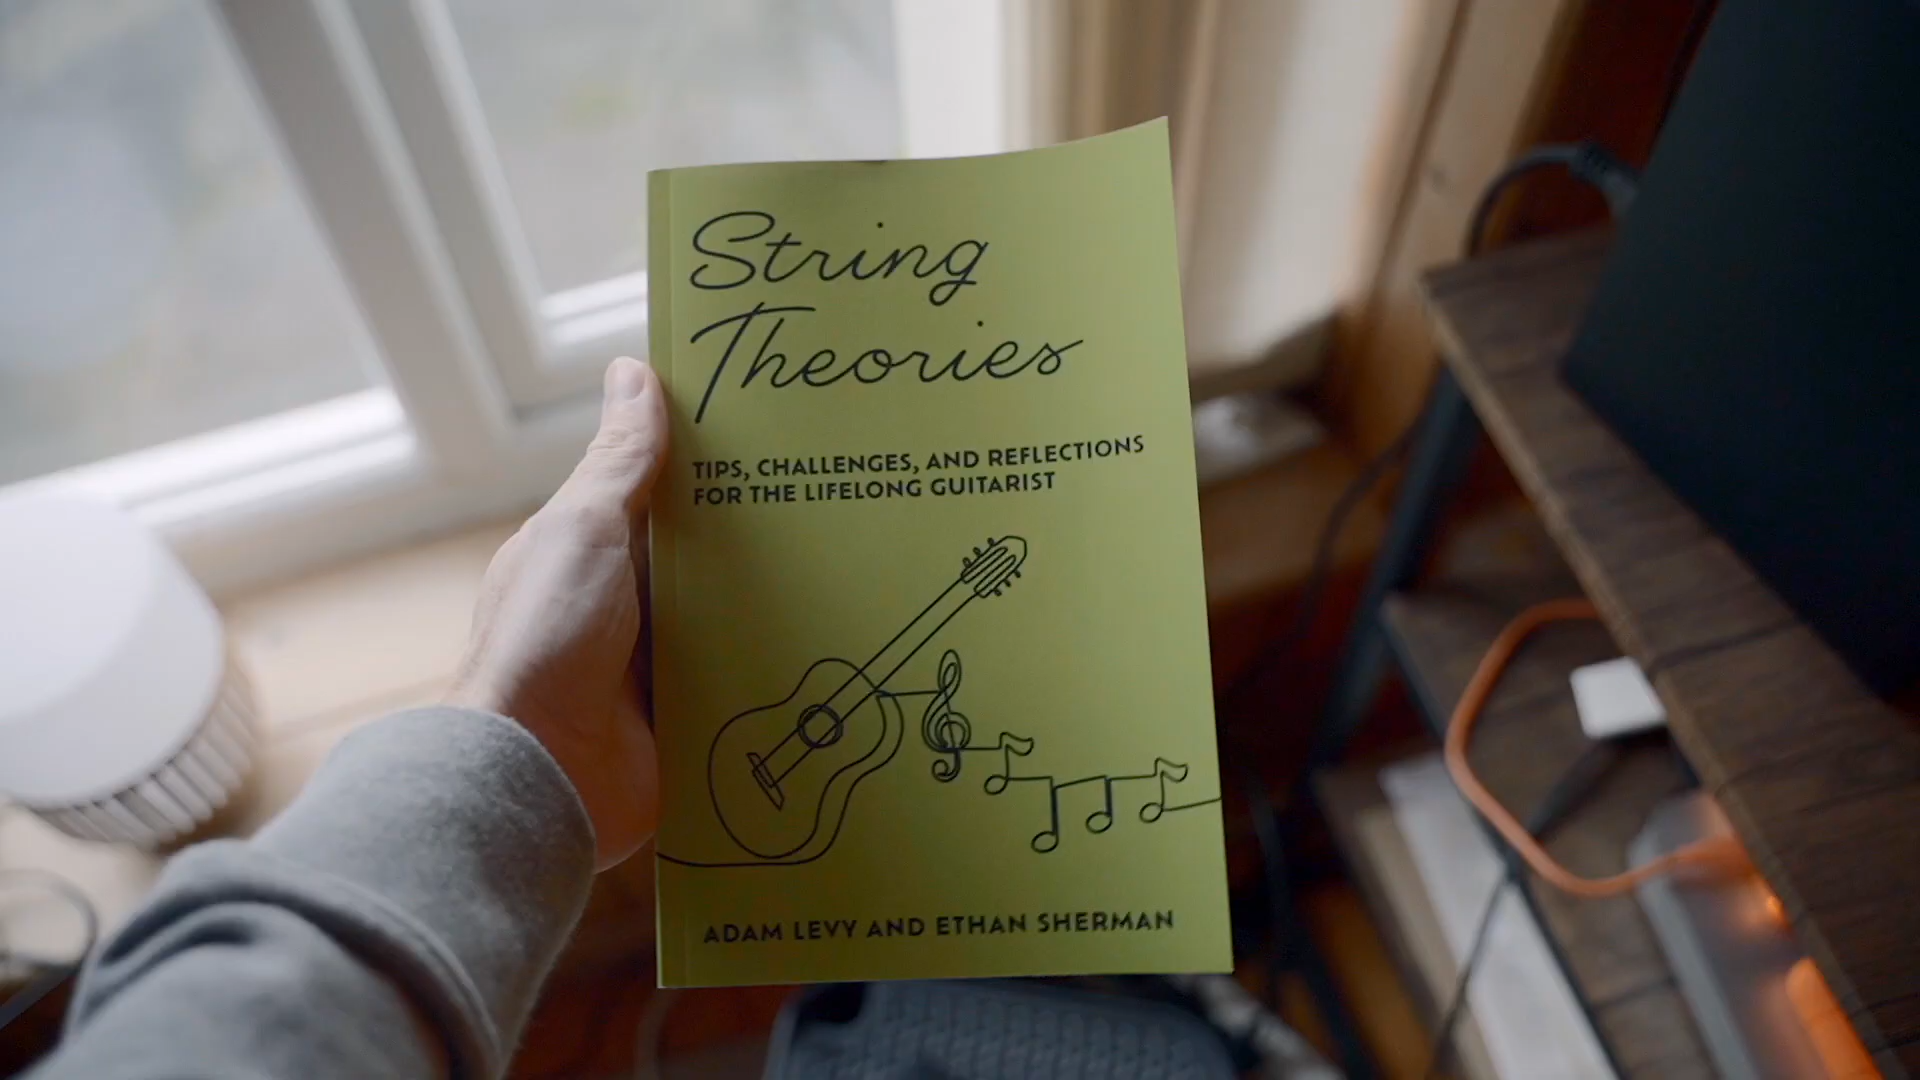 String
Theories
TIPS, CHALLENGES, AND REFLECTIONS
FOR THE LIFELONG GUITARIST
ADAM LEVY AND ETHAN SHERMAN